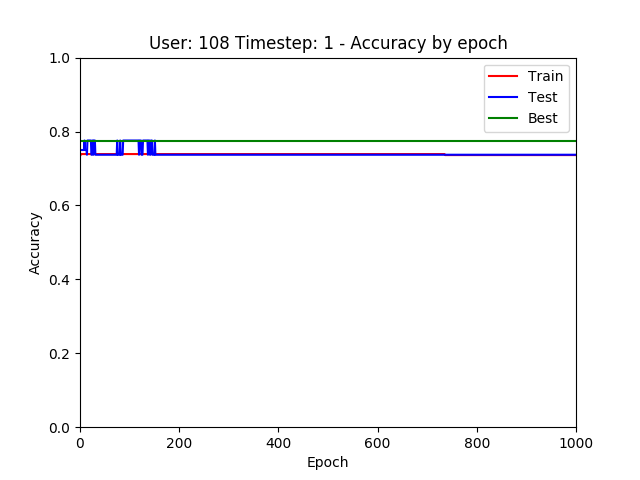 User: 108 Timestep: 1 - Accuracy by epoch
1.0
0.8
0.6
0.4
0.2
0.0
Accuracy
Train
Test
Best
0 200 400 600 800 1000
Epoch